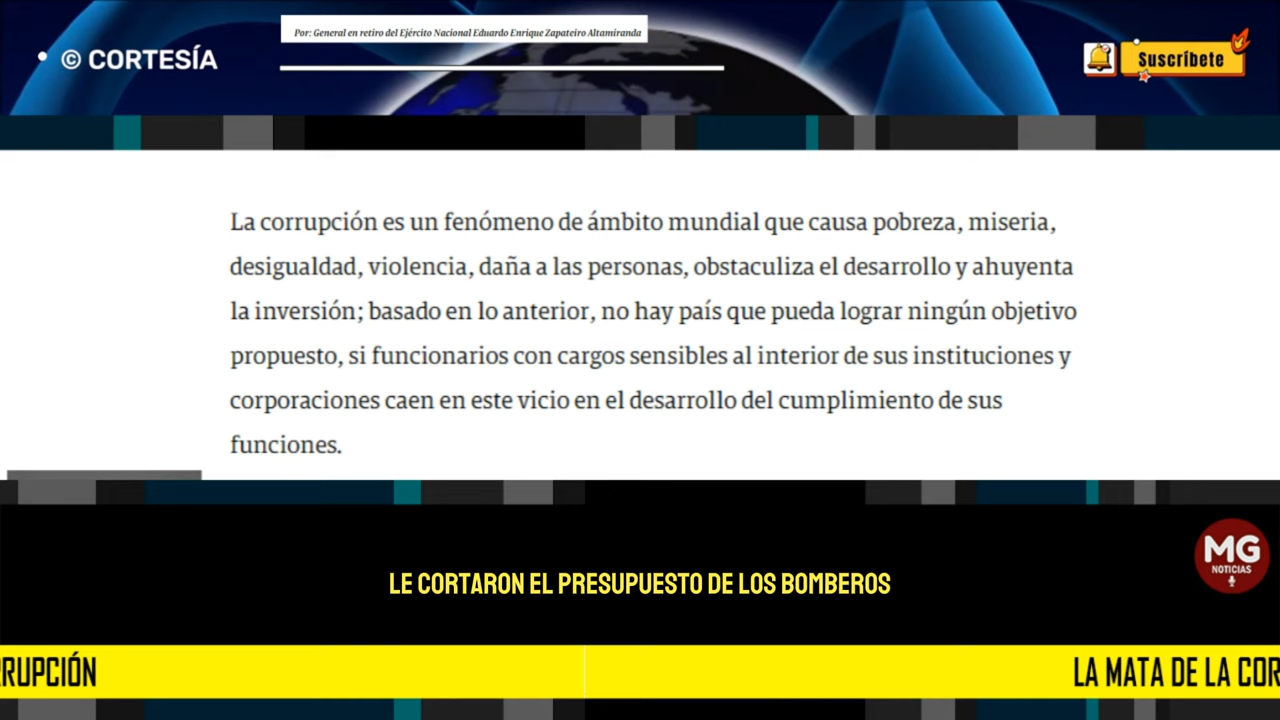 Por: General en retiro del Ejército Nacional Eduardo Enrique Zapateiro Altamiranda
© CORTESÍA
Suscríbete
La corrupción es un fenómeno de ámbito mundial que causa pobreza, miseria,
desigualdad, violencia, daña a las personas, obstaculiza el desarrollo y ahuyenta
la inversión; basado en lo anterior, no hay país que pueda lograr ningún objetivo
propuesto, si funcionarios con cargos sensibles al interior de sus instituciones y
corporaciones caen en este vicio en el desarrollo del cumplimiento de sus
funciones.
MG
NOTICIAS
LE CORTARON EL PRESUPUESTO DE LOS BOMBEROS
RRUPCIÓN
LA MATA DE LA COR